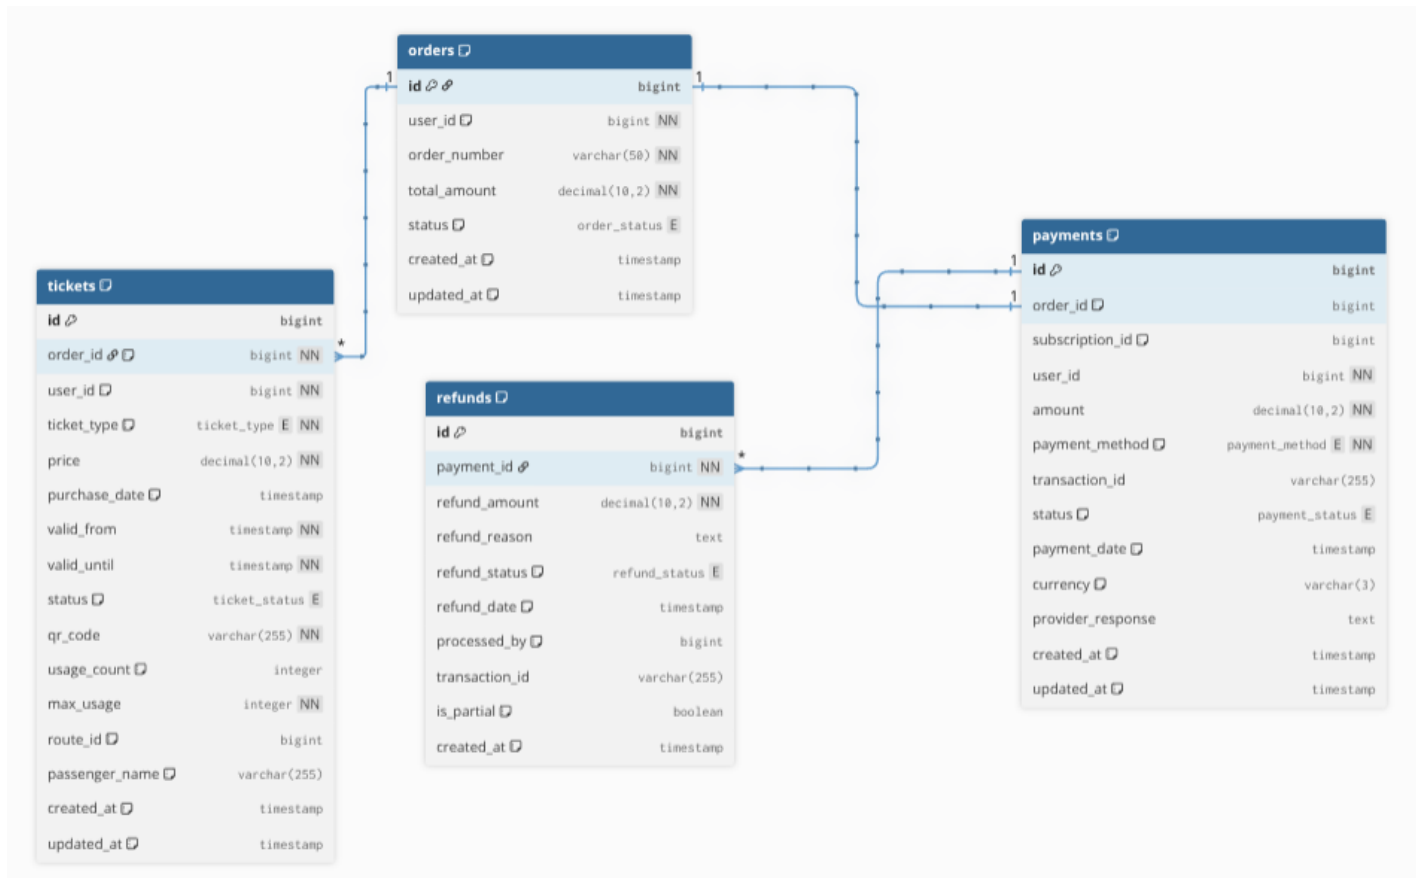 orders
1
id bigint
1
user_id bigint NN
order_number varchar(50) NN
total_amount decimal(10,2) NN
status order_status E
created_at timestamp
updated_at timestamp
tickets
id bigint
order_id bigint NN
*
user_id bigint NN
ticket_type ticket_type E NN
price decimal(10,2) NN
purchase_date timestamp
valid_from timestamp NN
valid_until timestamp NN
status ticket_status E
qr_code varchar(255) NN
usage_count integer
max_usage integer NN
route_id bigint
passenger_name varchar(255)
created_at timestamp
updated_at timestamp
refunds
id bigint
payment_id bigint NN
*
refund_amount decimal(10,2) NN
refund_reason text
refund_status refund_status E
refund_date timestamp
processed_by bigint
transaction_id varchar(255)
is_partial boolean
created_at timestamp
payments
1
id bigint
1
order_id bigint
subscription_id bigint
user_id bigint NN
amount decimal(10,2) NN
payment_method payment_method E NN
transaction_id varchar(255)
status payment_status E
payment_date timestamp
currency varchar(3)
provider_response text
created_at timestamp
updated_at timestamp